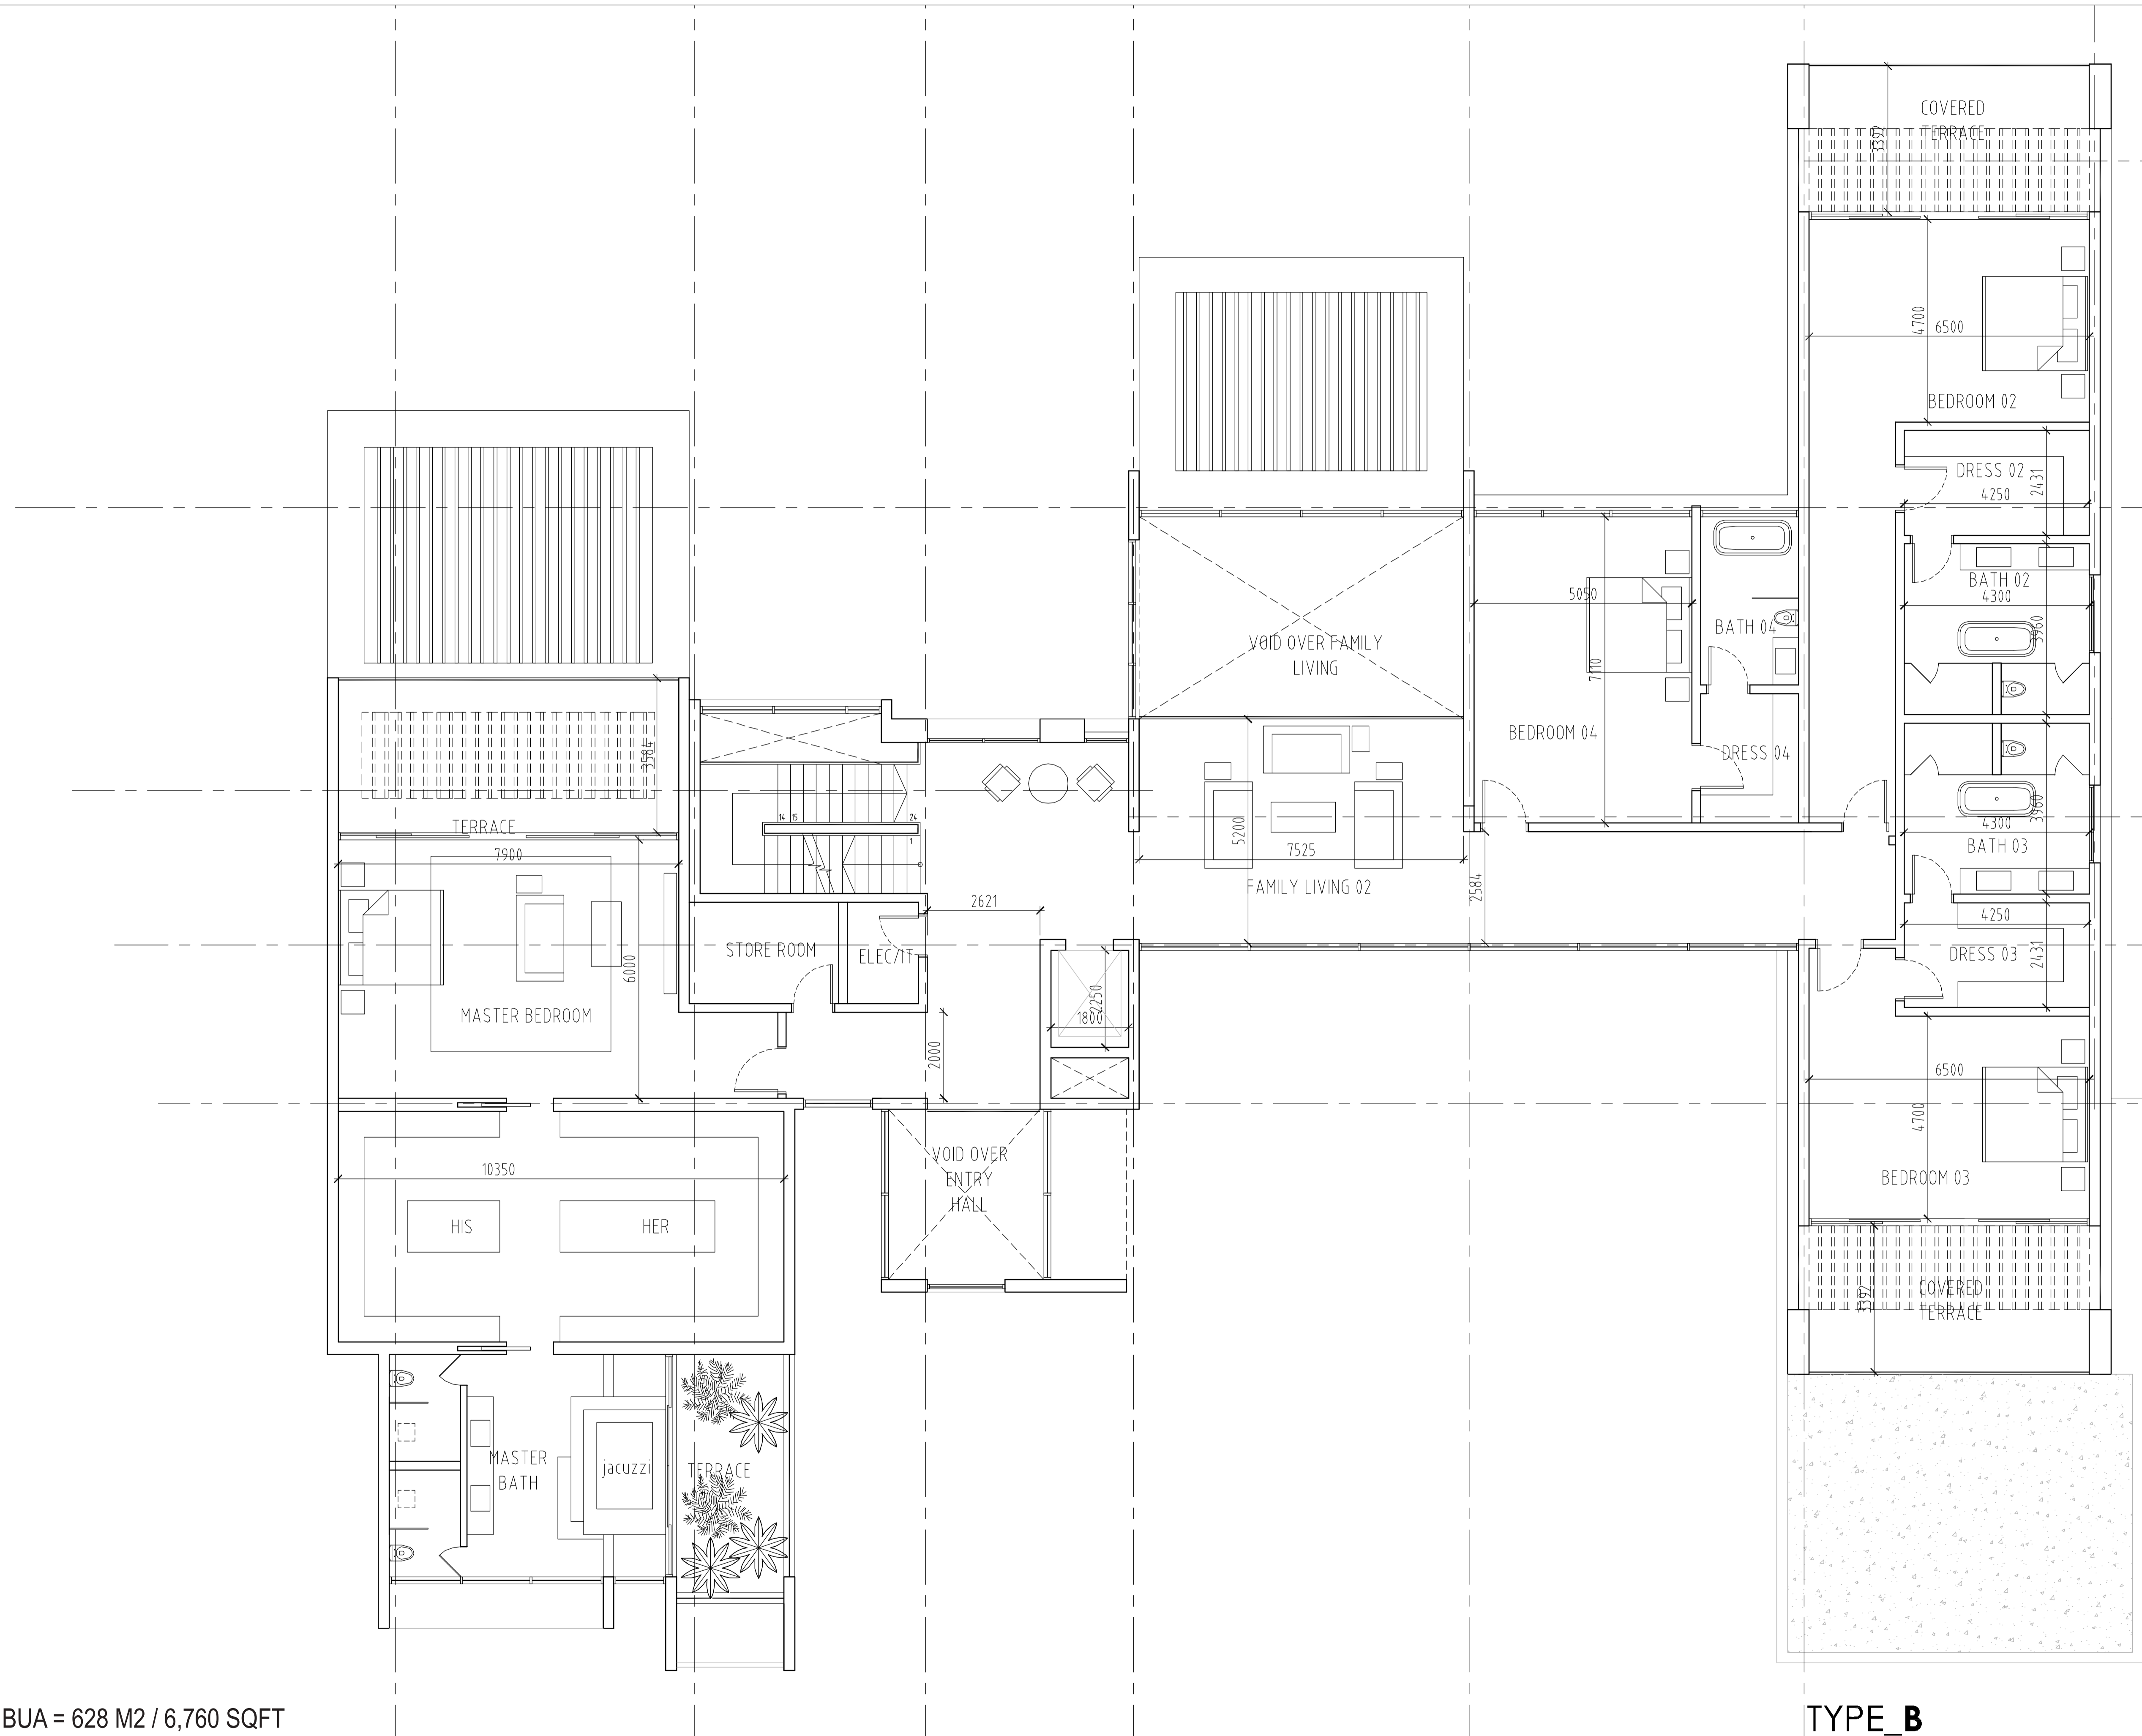 COVERED
TERRACE
3392
4700
6500
BEDROOM 02
DRESS 02
2431
4250
BATH 02
4300
3960
5050
BATH 04
VOID OVER FAMILY
LIVING
7110
BEDROOM 04
DRESS 04
3584
TERRACE
7900
14 15
24
1
5200
7525
FAMILY LIVING 02
2584
3960
4300
BATH 03
4250
DRESS 03
2431
2621
STORE ROOM
ELEC/IT
6000
MASTER BEDROOM
2250
1800
2000
6500
4700
BEDROOM 03
VOID OVER
ENTRY
HALL
10350
HIS
HER
3392
COVERED
TERRACE
MASTER
BATH
jacuzzi
TERRACE
BUA = 628 M2 / 6,760 SQFT
TYPE_B